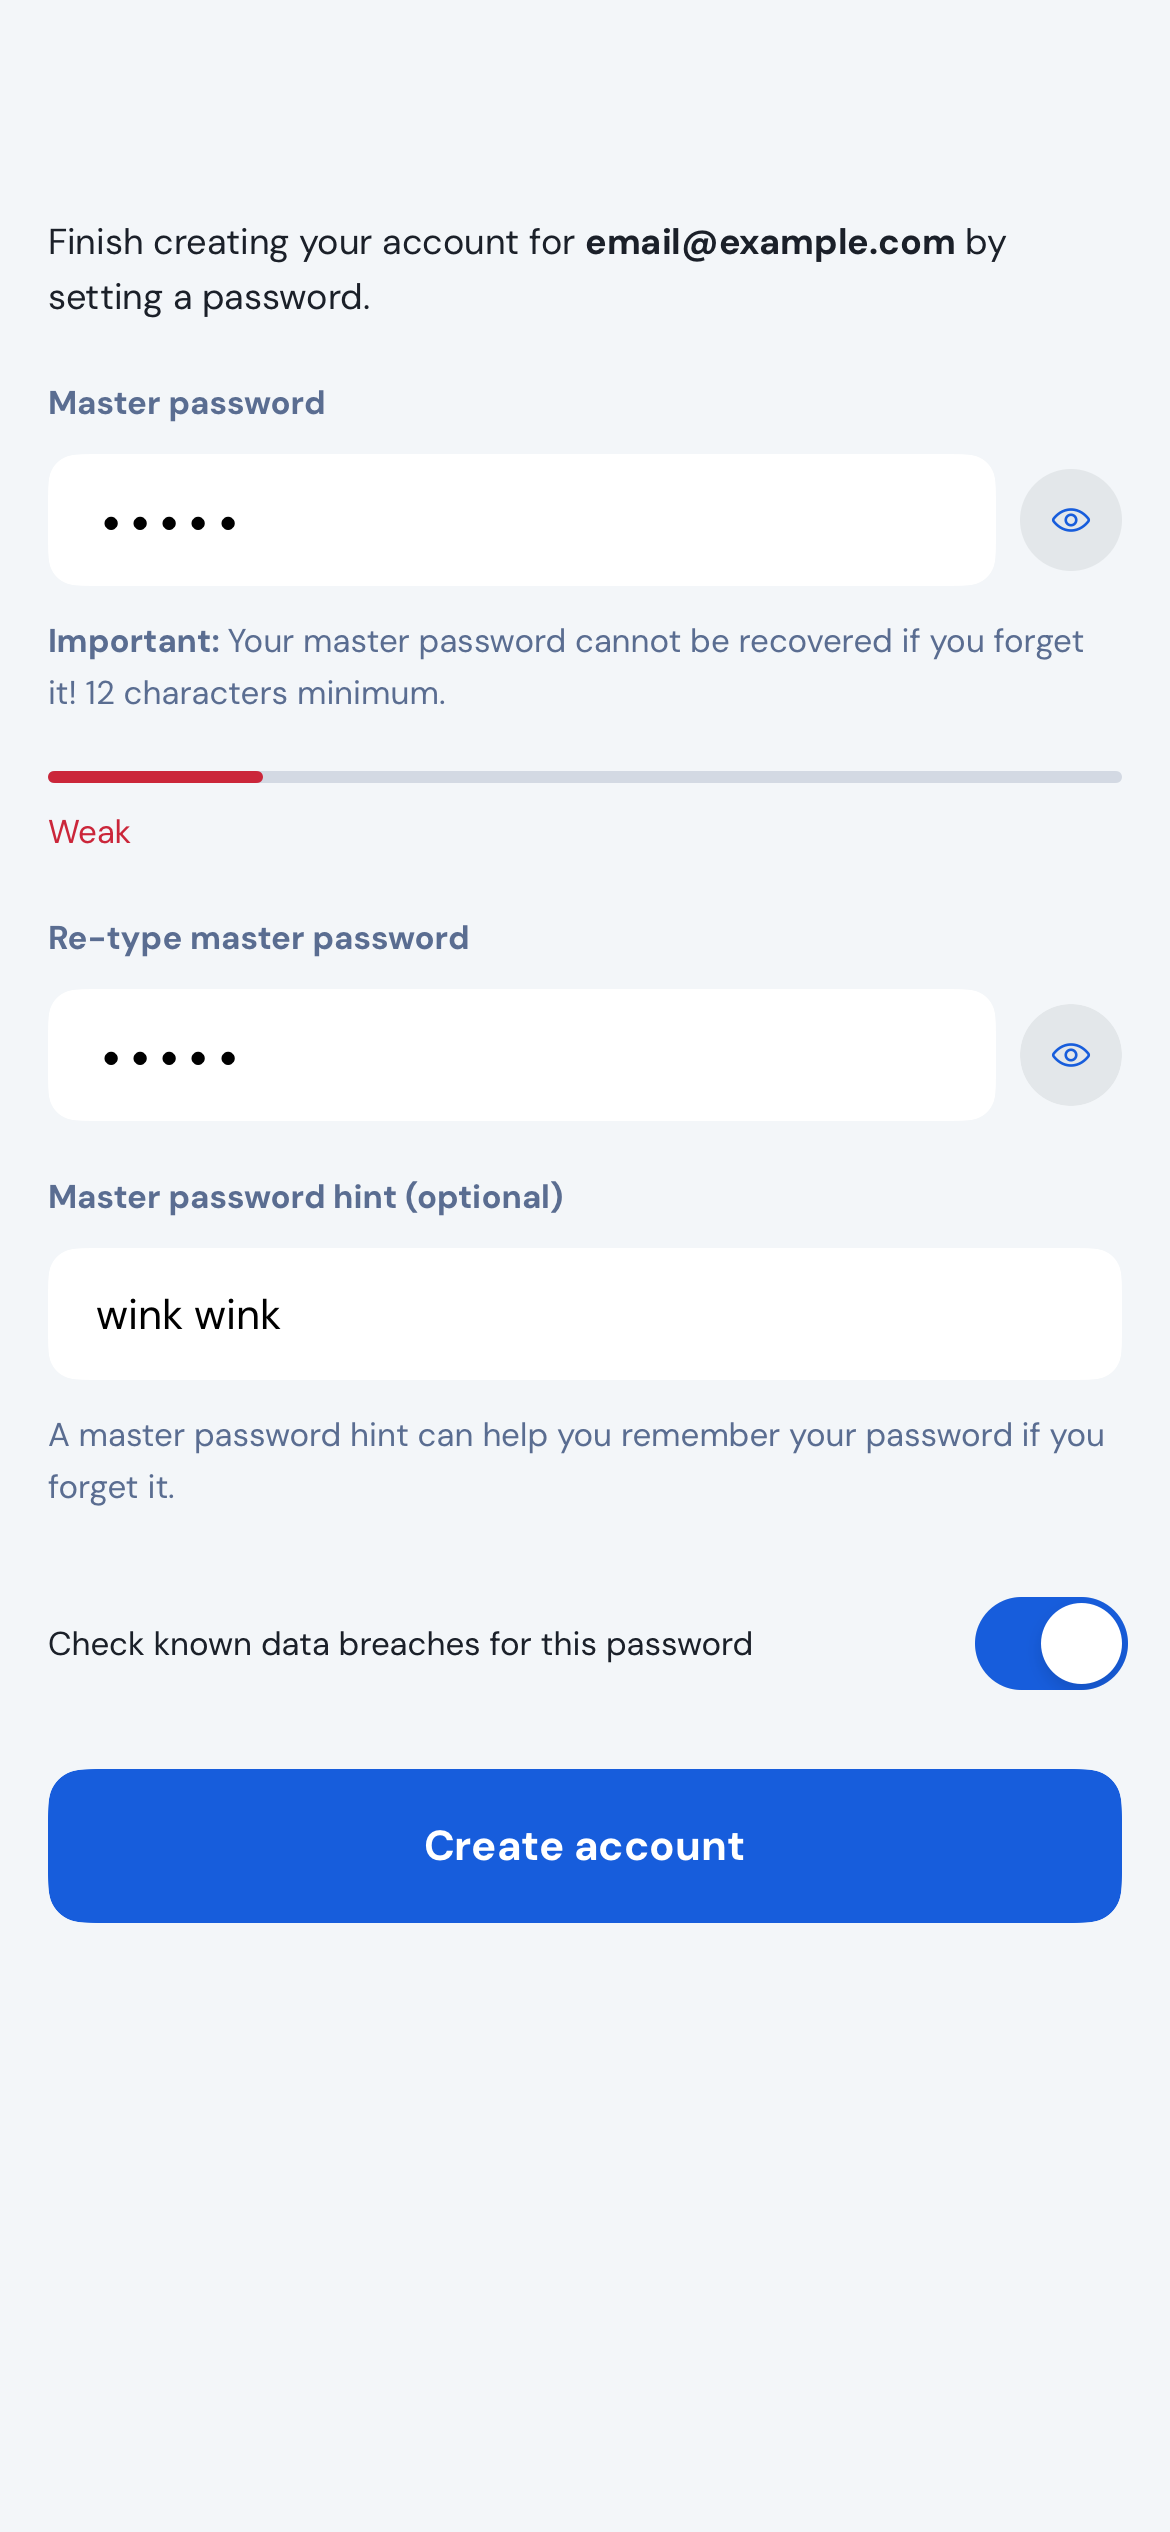 Finish creating your account for email@example.com by
setting a password.
Master password
•••••
Important: Your master password cannot be recovered if you forget
it! 12 characters minimum.
Weak
Re-type master password
•••••
Master password hint (optional)
wink wink
A master password hint can help you remember your password if you
forget it.
Check known data breaches for this password
Create account